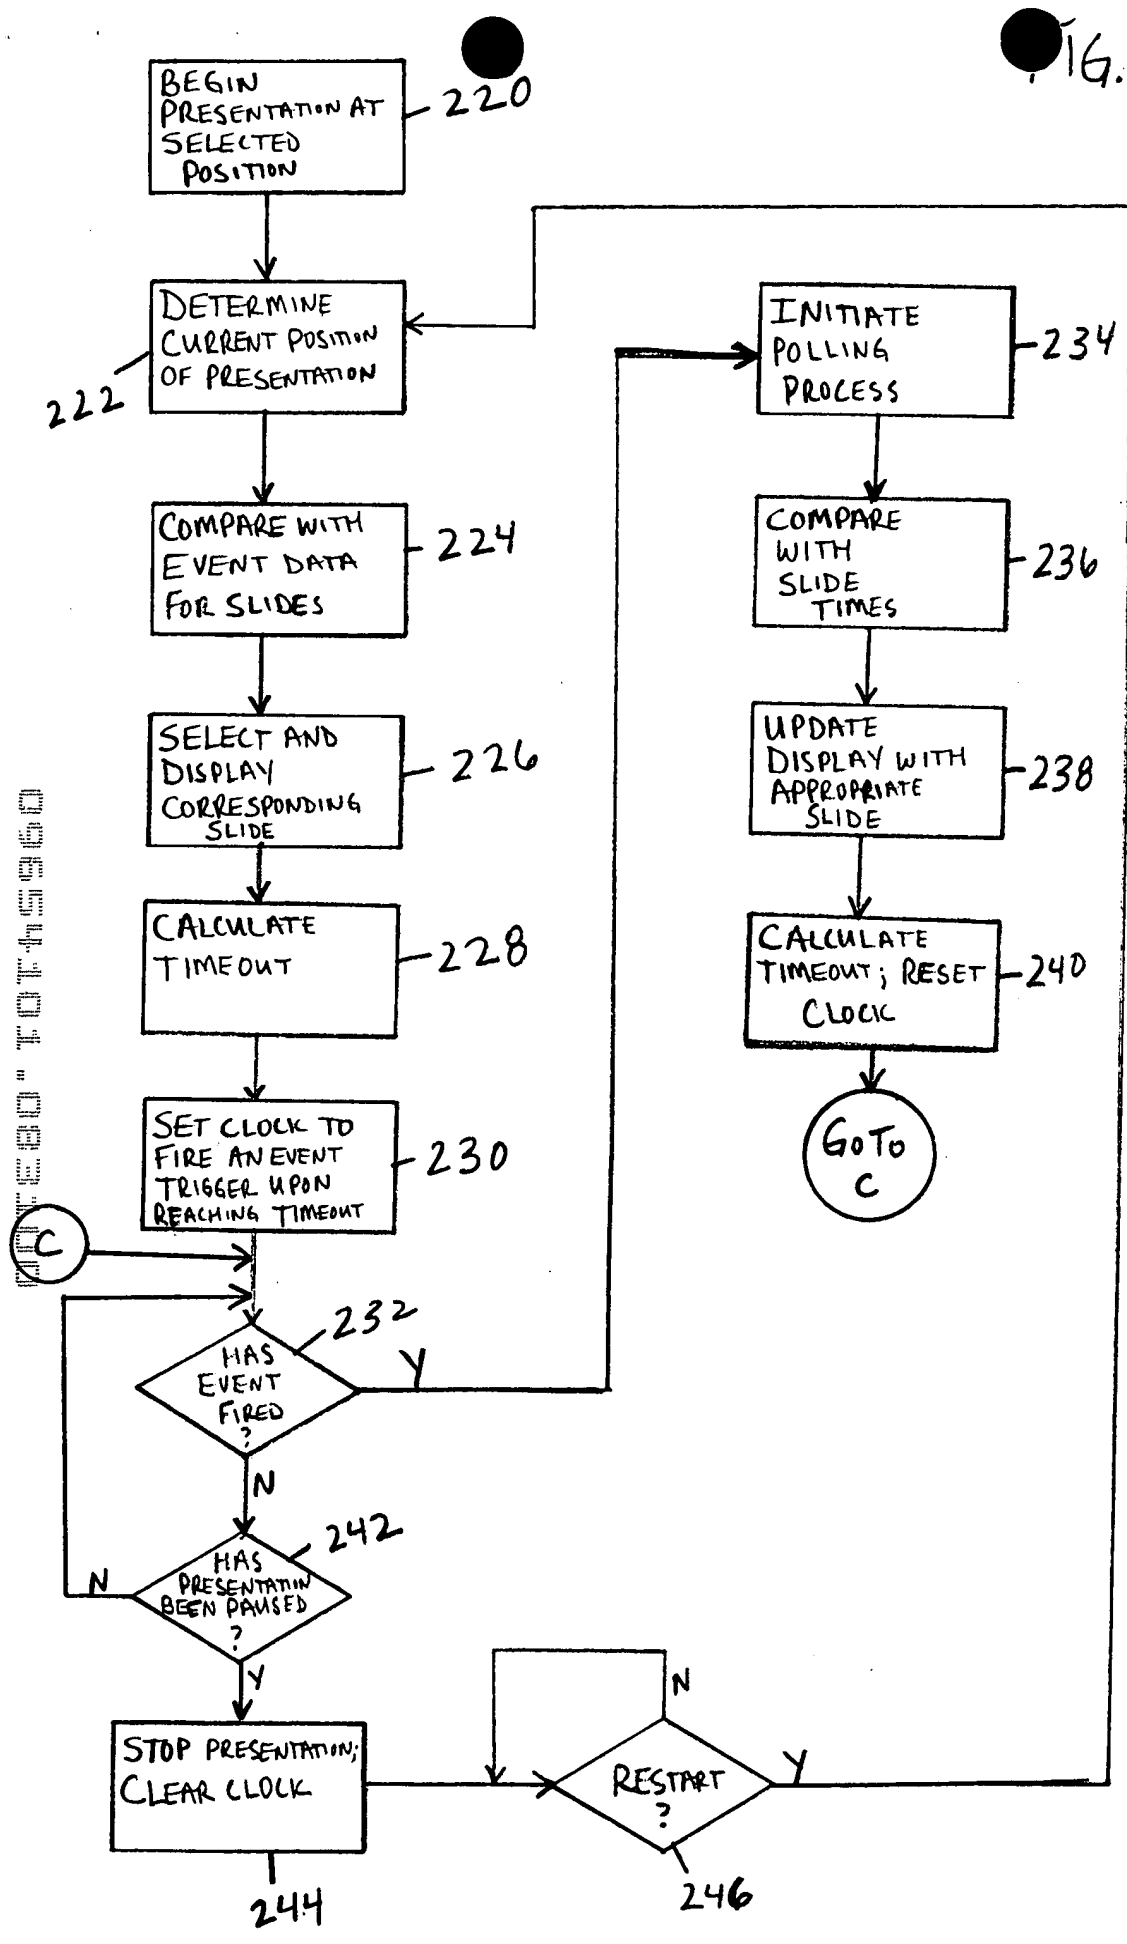 FIG.
BEGIN
PRESENTATION AT
SELECTED
POSITION
220
DETERMINE
CURRENT POSITION
OF PRESENTATION
222
COMPARE WITH
EVENT DATA
FOR SLIDES
224
SELECT AND
DISPLAY
CORRESPONDING
SLIDE
226
CALCULATE
TIMEOUT
228
SET CLOCK TO
FIRE AN EVENT
TRIGGER UPON
REACHING TIMEOUT
230
C
HAS
EVENT
FIRED
?
232
Y
N
HAS
PRESENTATION
BEEN PAUSED
?
242
N
Y
STOP PRESENTATION;
CLEAR CLOCK
244
RESTART
?
246
N
Y
INITIATE
POLLING
PROCESS
234
COMPARE
WITH
SLIDE
TIMES
236
UPDATE
DISPLAY WITH
APPROPRIATE
SLIDE
238
CALCULATE
TIMEOUT; RESET
CLOCK
240
GO TO
C